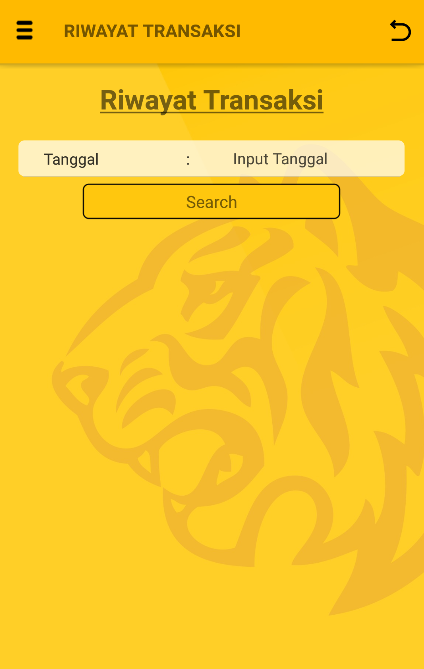 RIWAYAT TRANSAKSI
Riwayat Transaksi
Tanggal : Input Tanggal
Search